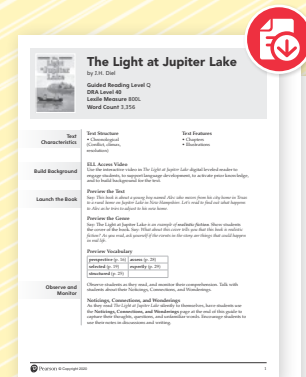 The Light at Jupiter Lake
by J.H. Diel
Guided Reading Level Q
DRA Level 40
Lexile Measure 800L
Word Count 3,356
Text
Characteristics
Text Structure
• Chronological
(Conflict, climax,
resolution)
Text Features
• Chapters
• Illustrations
Build Background
ELL Access Video
Use the interactive video in The Light at Jupiter Lake digital leveled reader to
engage students, to support language development, to activate prior knowledge,
and to build background for the text.
Launch the Book
Preview the Text
Say: This book is about a young boy named Alec who moves from his city home in Texas
to a rural home on Jupiter Lake in New Hampshire. Let's read to find out what happens
to Alec as he tries to adjust to his new home.
Preview the Genre
Say: The Light at Jupiter Lake is an example of realistic fiction. Show students
the cover of the book. Say: What about this cover tells you that this book is realistic
fiction? As you read, ask yourself if the events in the story are things that could happen
in real life.
Preview Vocabulary
perspective (p. 16) access (p. 28)
selected (p. 19) expertly (p. 29)
structured (p. 25)
Observe and
Monitor
Observe students as they read, and monitor their comprehension. Talk with
students about their Noticings, Connections, and Wonderings.
Noticings, Connections, and Wonderings
As they read The Light at Jupiter Lake silently to themselves, have students use
the Noticings, Connections, and Wonderings page at the end of this guide to
capture their thoughts, questions, and unfamiliar words. Encourage students to
use their notes in discussions and writing.
Pearson © Copyright 2020
1